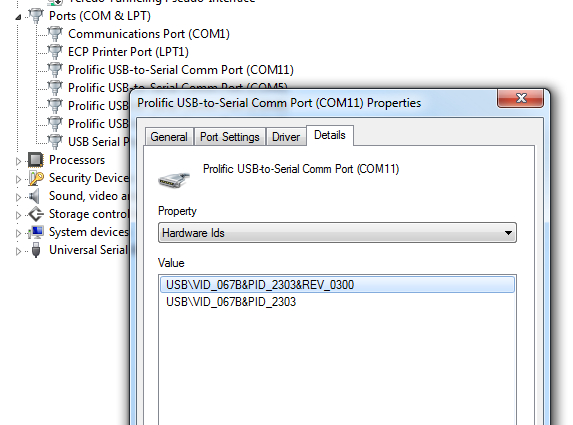 Teredo Tunneling Pseudo-Interface
Ports (COM & LPT)
Communications Port (COM1)
ECP Printer Port (LPT1)
Prolific USB-to-Serial Comm Port (COM11)
Prolific USB-to-Serial Comm Port (COM5)
Prolific USB
Prolific USB
USB Serial P
Processors
Security Device
Sound, video a
Storage control
System devices
Universal Serial
Prolific USB-to-Serial Comm Port (COM11) Properties
General Port Settings Driver Details
Prolific USB-to-Serial Comm Port (COM11)
Property
Hardware Ids
Value
USB\VID_067B&PID_2303&REV_0300
USB\VID_067B&PID_2303